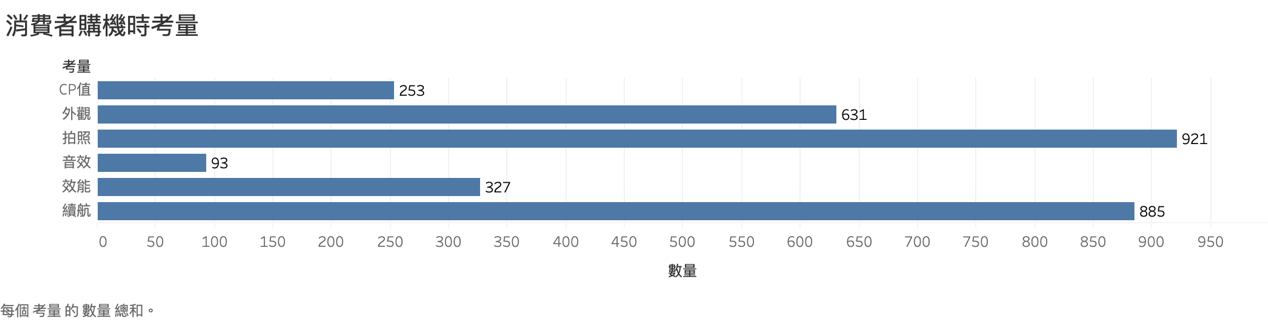 消費者購機時考量
考量
CP值 253
外觀 631
拍照 921
音效 93
效能 327
續航 885
0 50 100 150 200 250 300 350 400 450 500 550 600 650 700 750 800 850 900 950
數量
每個 考量 的 數量 總和。